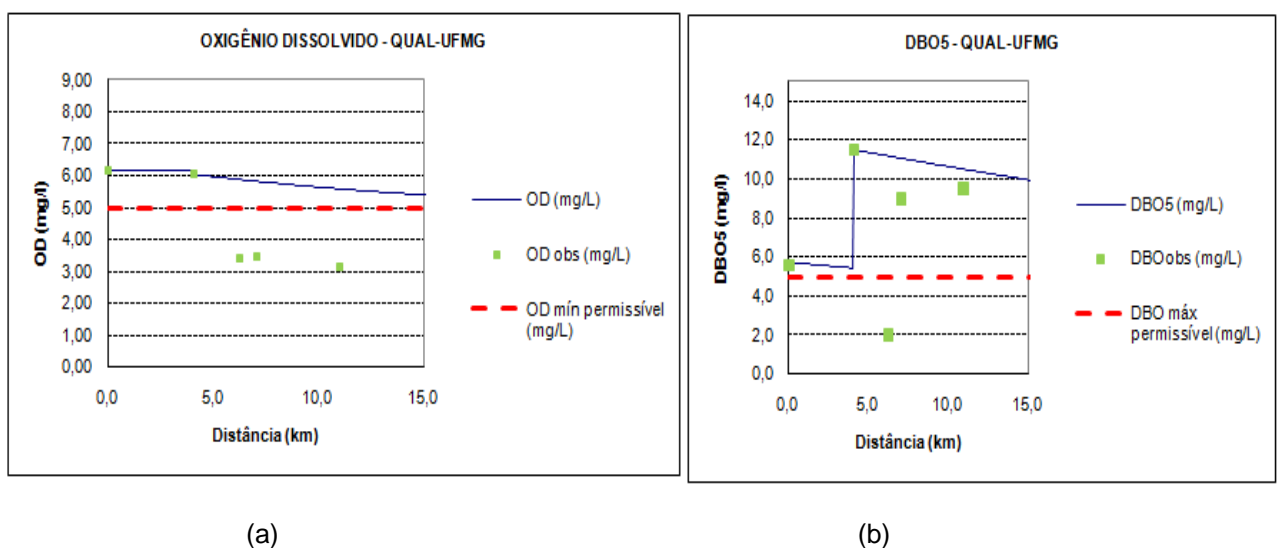 OXIGÊNIO DISSOLVIDO - QUAL-UFMG
9,00
8,00
7,00
6,00
5,00
4,00
3,00
2,00
1,00
0,00
OD (mg/l)
0,0 5,0 10,0 15,0
Distância (km)
OD (mg/L)
OD obs (mg/L)
OD mín permissível
(mg/L)
DBO5 - QUAL-UFMG
14,0
12,0
10,0
8,0
6,0
4,0
2,0
0,0
DBO5 (mg/l)
0,0 5,0 10,0 15,0
Distância (km)
DBO5 (mg/L)
DBOobs (mg/L)
DBO máx
permissível (mg/L)
(a)
(b)